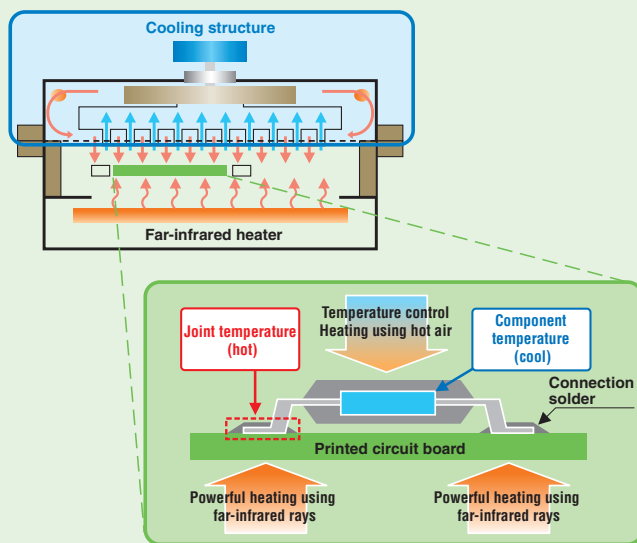 Cooling structure
Far-infrared heater
Temperature control
Heating using hot air
Joint temperature
(hot)
Component
temperature
(cool)
Connection
solder
Printed circuit board
Powerful heating using
far-infrared rays
Powerful heating using
far-infrared rays